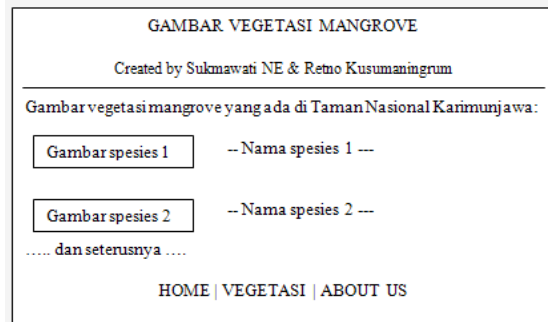 GAMBAR VEGETASI MANGROVE
Created by Sukmawati NE & Retno Kusumaningrum
Gambar vegetasi mangrove yang ada di Taman Nasional Karimunjawa:
Gambar spesies 1 -- Nama spesies 1 ---
Gambar spesies 2 -- Nama spesies 2 ---
….. dan seterusnya ….
HOME | VEGETASI | ABOUT US